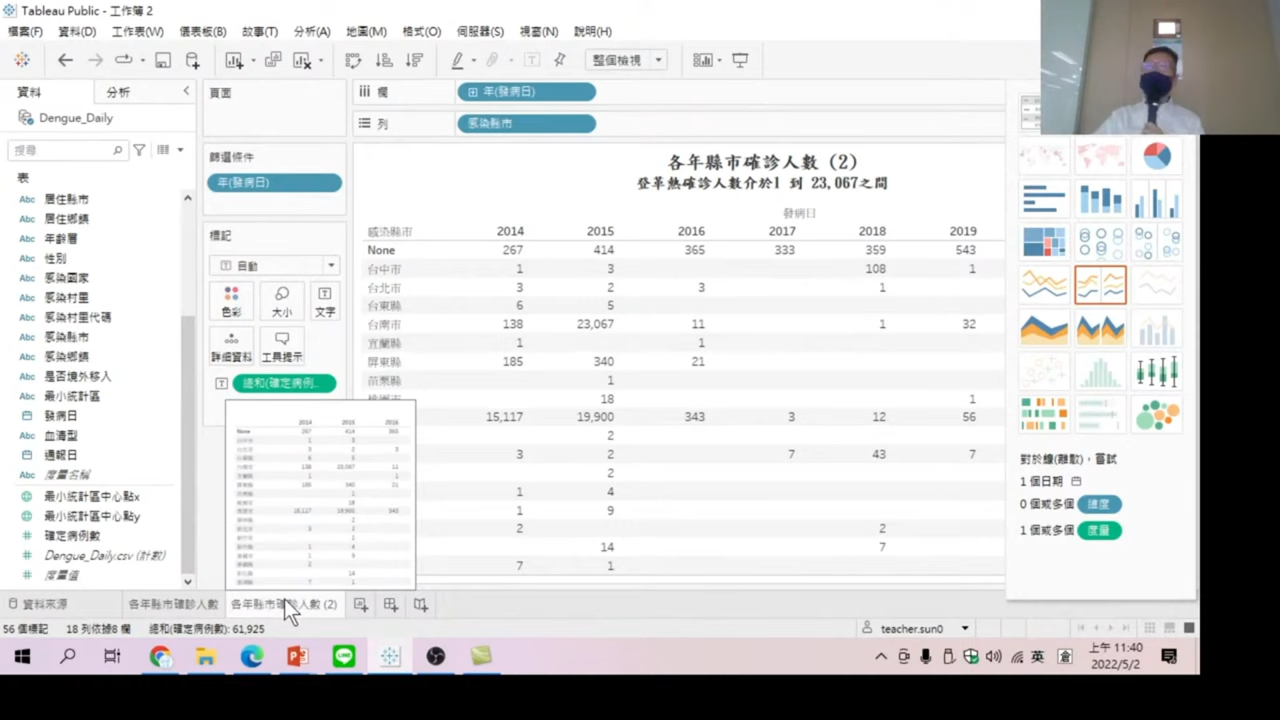 Tableau Public - 工作簿 2
檔案(F) 資料(D) 工作表(W) 儀表板(B) 故事(T) 分析(A) 地圖(M) 格式(O) 伺服器(S) 視窗(N) 說明(H)
整個檢視
資料 分析
頁面
iii 欄 年(發病日)
Dengue_Daily
列 感染縣市
搜尋
篩選條件
年(發病日)
表
各年縣市確診人數 (2)
登革熱確診人數介於1 到 23,067之間
Abc 居住縣市
Abc 居住鄉鎮
Abc 年齡層
Abc 性別
Abc 感染國家
Abc 感染村里
Abc 感染村里代碼
Abc 感染縣市
Abc 感染鄉鎮
Abc 是否境外移入
Abc 最小統計區
發病日
Abc 血清型
通報日
Abc 度量名稱
最小統計區中心點x
最小統計區中心點y
# 確定病例數
# Dengue_Daily.csv (計數)
# 度量值
標記
自動
色彩 大小 文字
詳細資料 工具提示
總和(確定病例..
發病日
感染縣市 2014 2015 2016 2017 2018 2019
None 267 414 365 333 359 543
台中市 1 3 108 1
台北市 3 2 3 1
台東縣 6 5
台南市 138 23,067 11 1 32
宜蘭縣 1 1
屏東縣 185 340 21
苗栗縣 1
桃園市 18 1
15,117 19,900 343 3 12 56
2
3 2 7 43 7
2
1 4
1 9
2 2
14 7
7 1
對於線(離散)，嘗試
1 個日期
0 個或多個 維度
1 個或多個 度量
資料來源 各年縣市確診人數 各年縣市確診人數 (2)
56 個標記 18 列依據8 欄 總和(確定病例數): 61,925
teacher.sun0
英
上午 11:40
2022/5/2